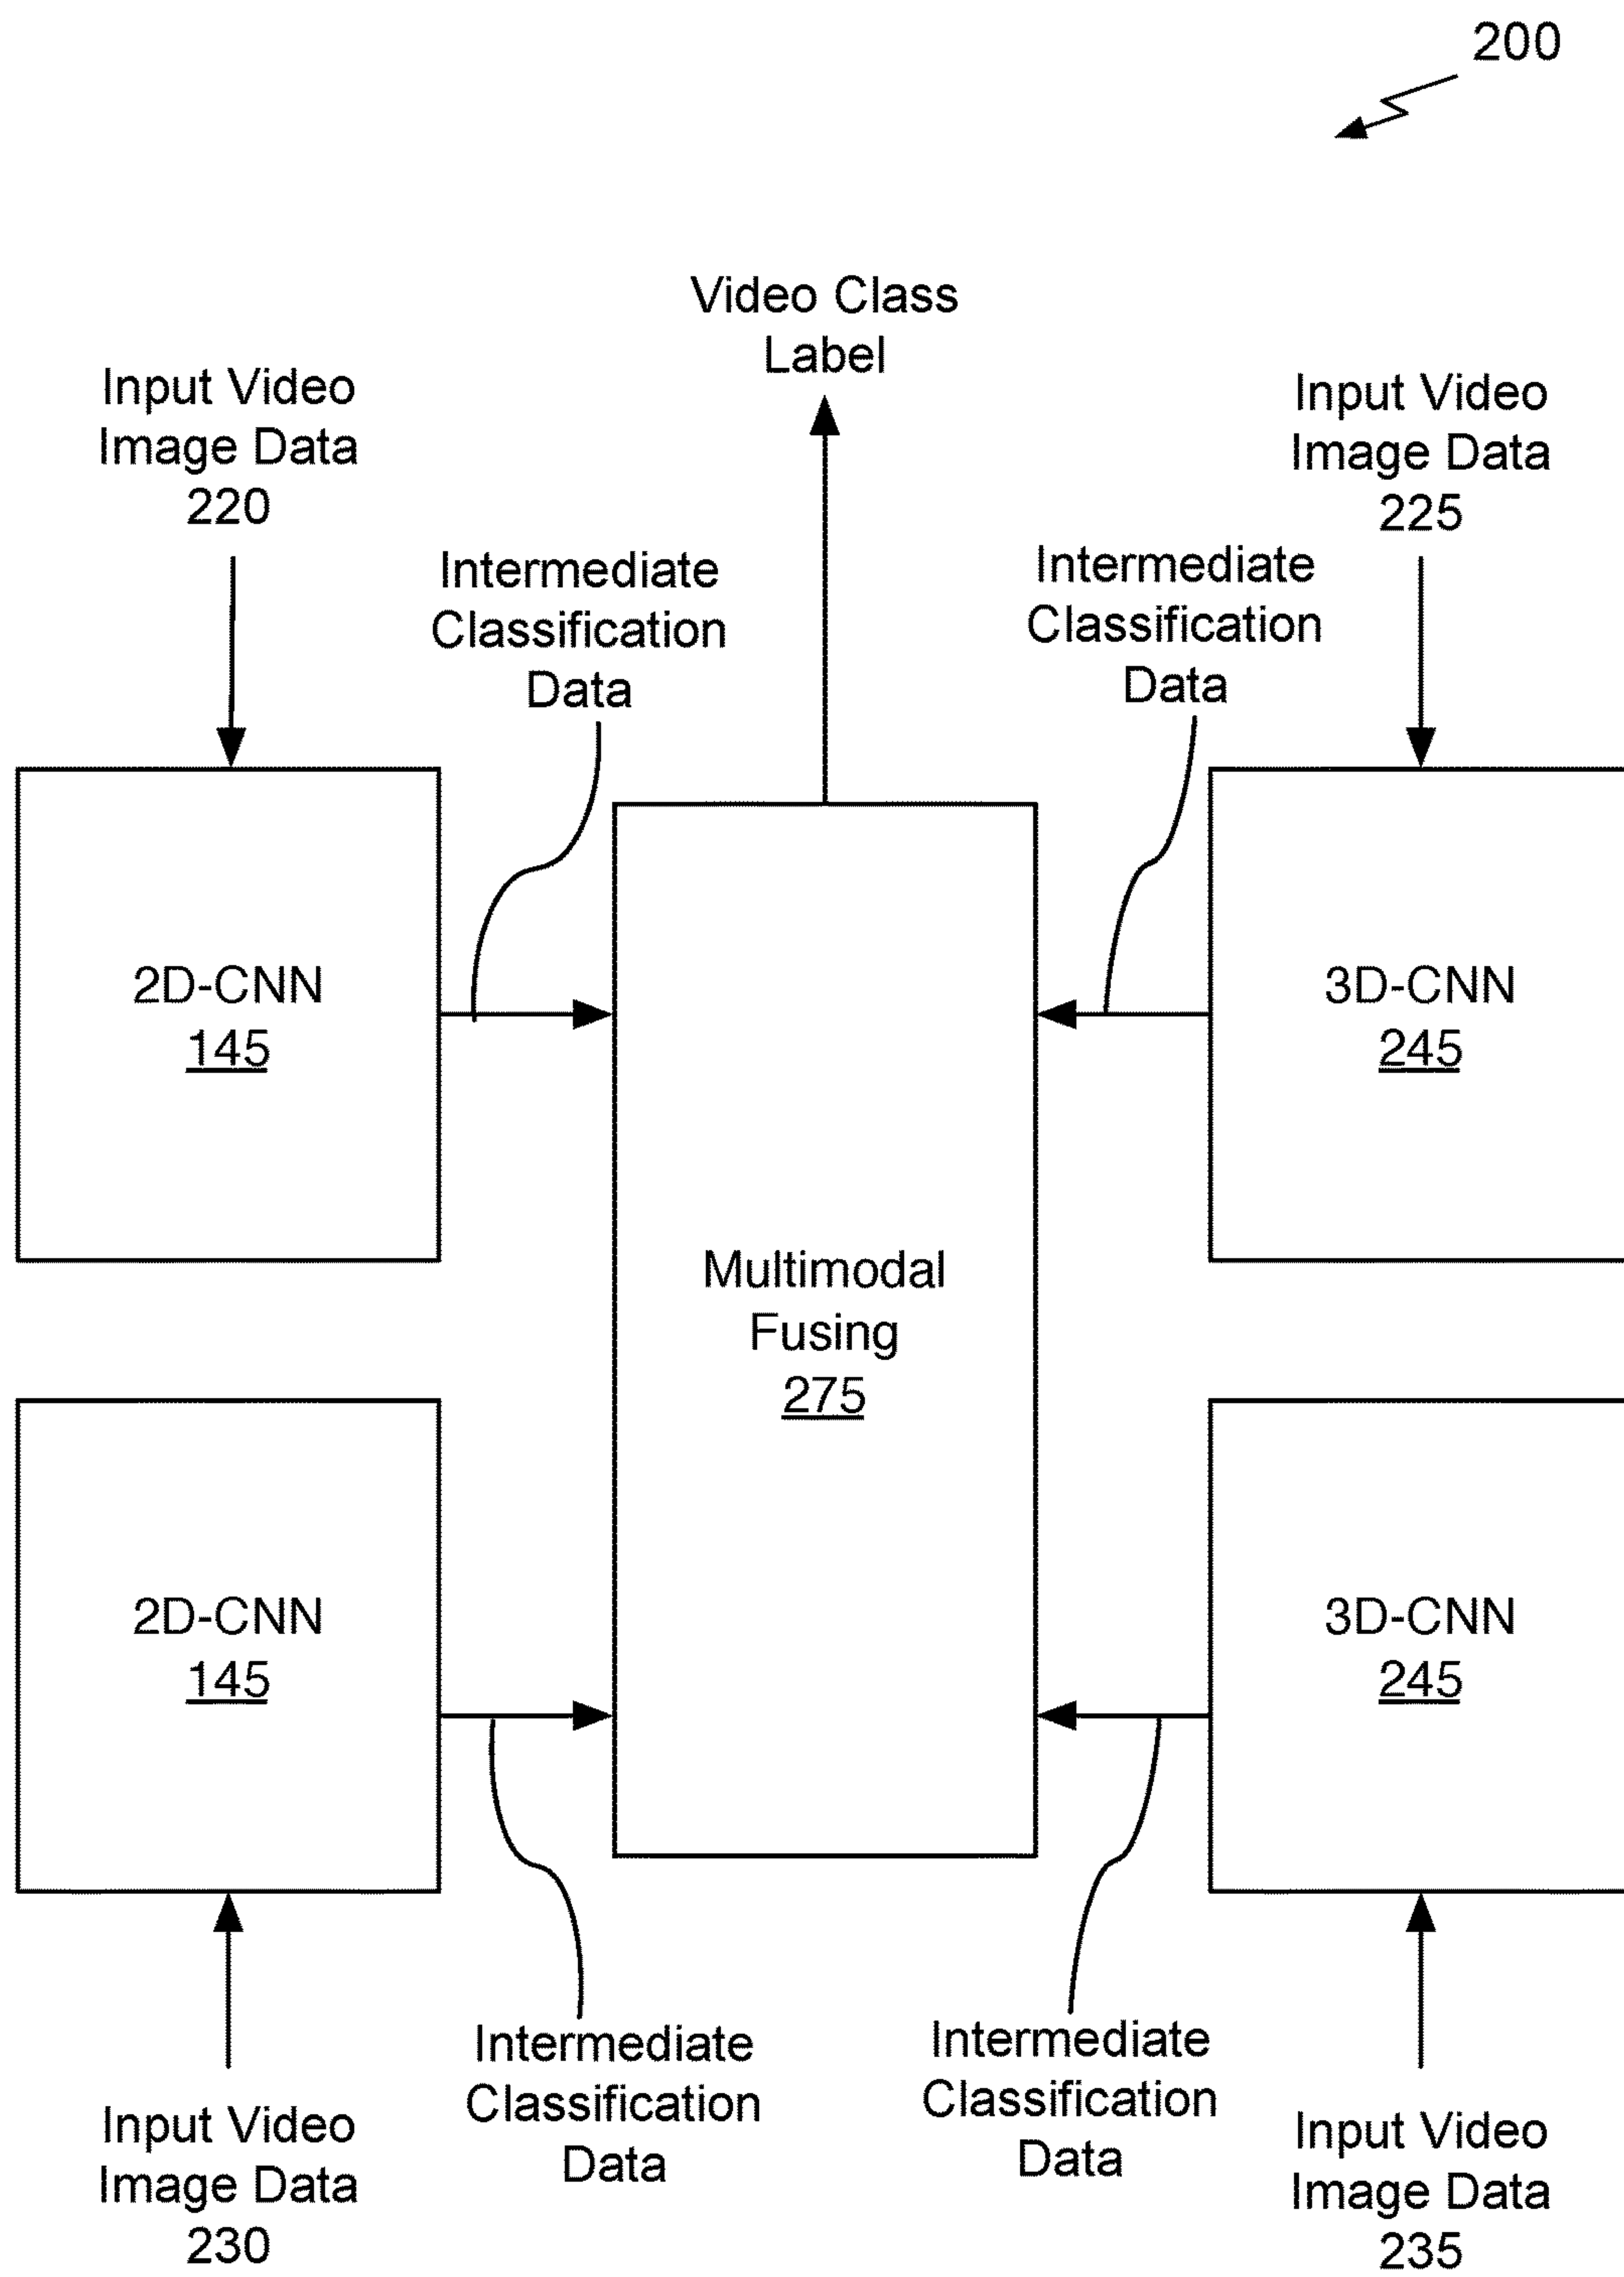 200
Video Class
Label
Input Video
Image Data
220
Input Video
Image Data
225
Intermediate
Classification
Data
Intermediate
Classification
Data
2D-CNN
145
3D-CNN
245
Multimodal
Fusing
275
2D-CNN
145
3D-CNN
245
Intermediate
Classification
Data
Intermediate
Classification
Data
Input Video
Image Data
230
Input Video
Image Data
235